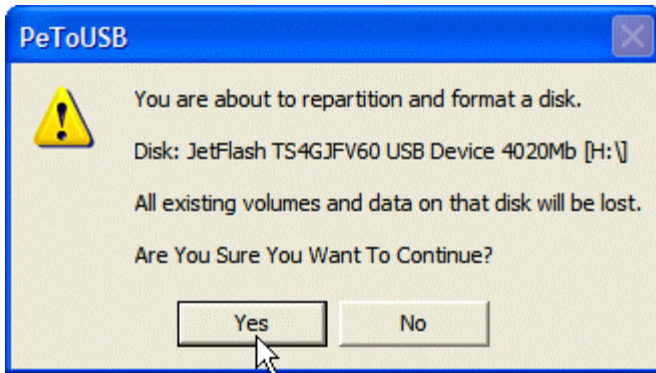 PeToUSB
You are about to repartition and format a disk.
Disk: JetFlash TS4GJFV60 USB Device 4020Mb [H:\]
All existing volumes and data on that disk will be lost.
Are You Sure You Want To Continue?
Yes
No